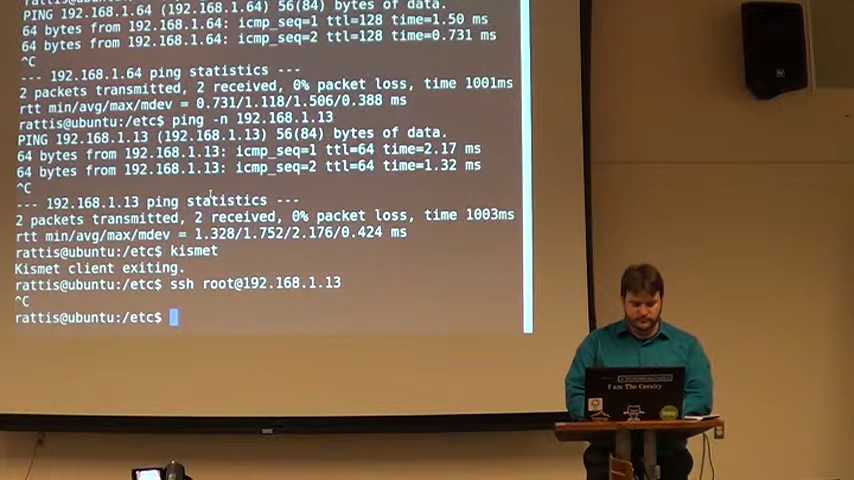 PING 192.168.1.64 (192.168.1.64) 56(84) bytes of data.
64 bytes from 192.168.1.64: icmp_seq=1 ttl=128 time=1.50 ms
64 bytes from 192.168.1.64: icmp_seq=2 ttl=128 time=0.731 ms
^C
--- 192.168.1.64 ping statistics ---
2 packets transmitted, 2 received, 0% packet loss, time 1001ms
rtt min/avg/max/mdev = 0.731/1.118/1.506/0.388 ms
rattis@ubuntu:/etc$ ping -n 192.168.1.13
PING 192.168.1.13 (192.168.1.13) 56(84) bytes of data.
64 bytes from 192.168.1.13: icmp_seq=1 ttl=64 time=2.17 ms
64 bytes from 192.168.1.13: icmp_seq=2 ttl=64 time=1.32 ms
^C
--- 192.168.1.13 ping statistics ---
2 packets transmitted, 2 received, 0% packet loss, time 1003ms
rtt min/avg/max/mdev = 1.328/1.752/2.176/0.424 ms
rattis@ubuntu:/etc$ kismet
Kismet client exiting.
rattis@ubuntu:/etc$ ssh root@192.168.1.13
^C
rattis@ubuntu:/etc$
I am The Cavalry